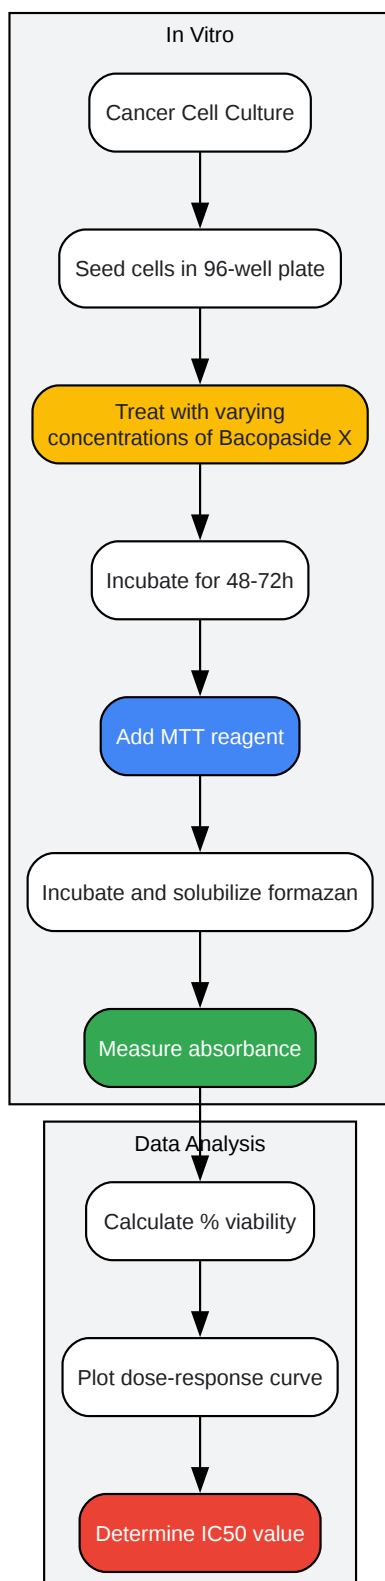 In Vitro
Cancer Cell Culture
Seed cells in 96-well plate
Treat with varying
concentrations of Bacopaside X
Incubate for 48-72h
Add MTT reagent
Incubate and solubilize formazan
Measure absorbance
Data Analysis
Calculate % viability
Plot dose-response curve
Determine IC50 value